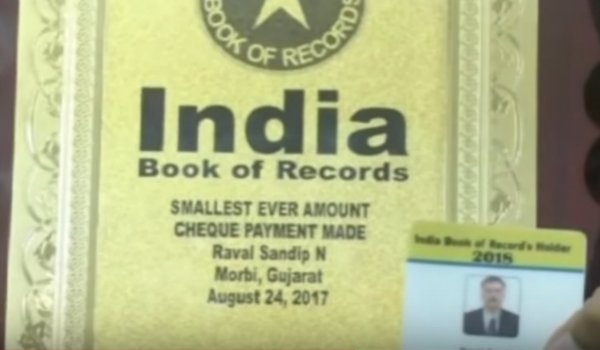 BOOK OF RECORDS
India
Book of Records
SMALLEST EVER AMOUNT
CHEQUE PAYMENT MADE
Raval Sandip N
Morbi, Gujarat
August 24, 2017
India Book of Record's Holder
2018